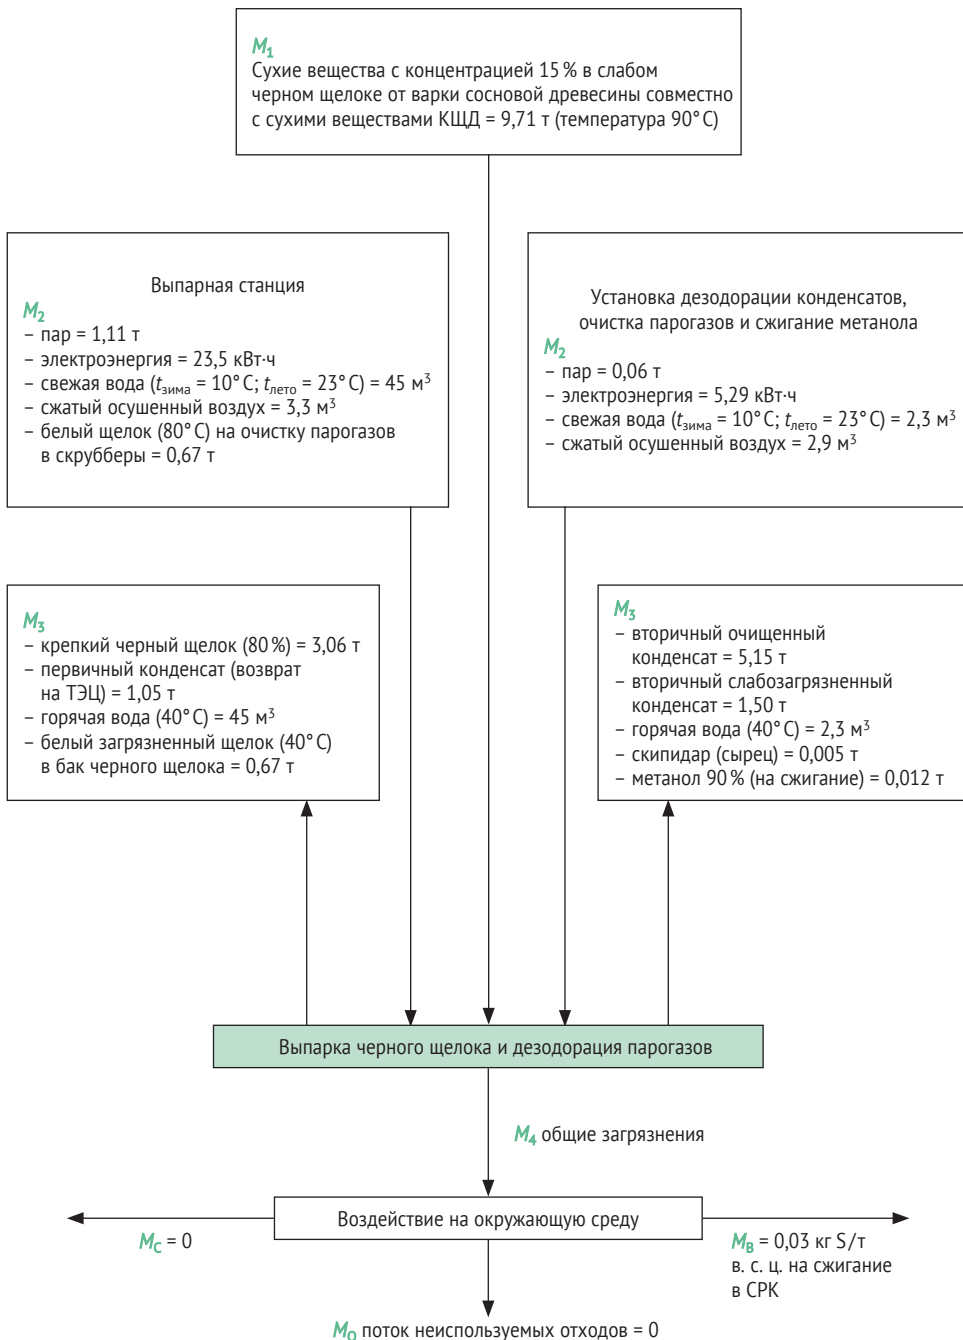 M₁
Сухие вещества с концентрацией 15 % в слабом
черном щелоке от варки сосновой древесины совместно
с сухими веществами КЩД = 9,71 т (температура 90° С)
Выпарная станция
M₂
– пар = 1,11 т
– электроэнергия = 23,5 кВт·ч
– свежая вода (tзима = 10° С; tлето = 23° С) = 45 м³
– сжатый осушенный воздух = 3,3 м³
– белый щелок (80° С) на очистку парогазов
в скрубберы = 0,67 т
Установка дезодорации конденсатов,
очистка парогазов и сжигание метанола
M₂
– пар = 0,06 т
– электроэнергия = 5,29 кВт·ч
– свежая вода (tзима = 10° С; tлето = 23° С) = 2,3 м³
– сжатый осушенный воздух = 2,9 м³
M₃
– крепкий черный щелок (80 %) = 3,06 т
– первичный конденсат (возврат
на ТЭЦ) = 1,05 т
– горячая вода (40° С) = 45 м³
– белый загрязненный щелок (40° С)
в бак черного щелока = 0,67 т
M₃
– вторичный очищенный
конденсат = 5,15 т
– вторичный слабозагрязненный
конденсат = 1,50 т
– горячая вода (40° С) = 2,3 м³
– скипидар (сырец) = 0,005 т
– метанол 90 % (на сжигание) = 0,012 т
Выпарка черного щелока и дезодорация парогазов
M₄ общие загрязнения
Воздействие на окружающую среду
MС = 0
MВ = 0,03 кг S/т
в. с. ц. на сжигание
в СРК
MО поток неиспользуемых отходов = 0